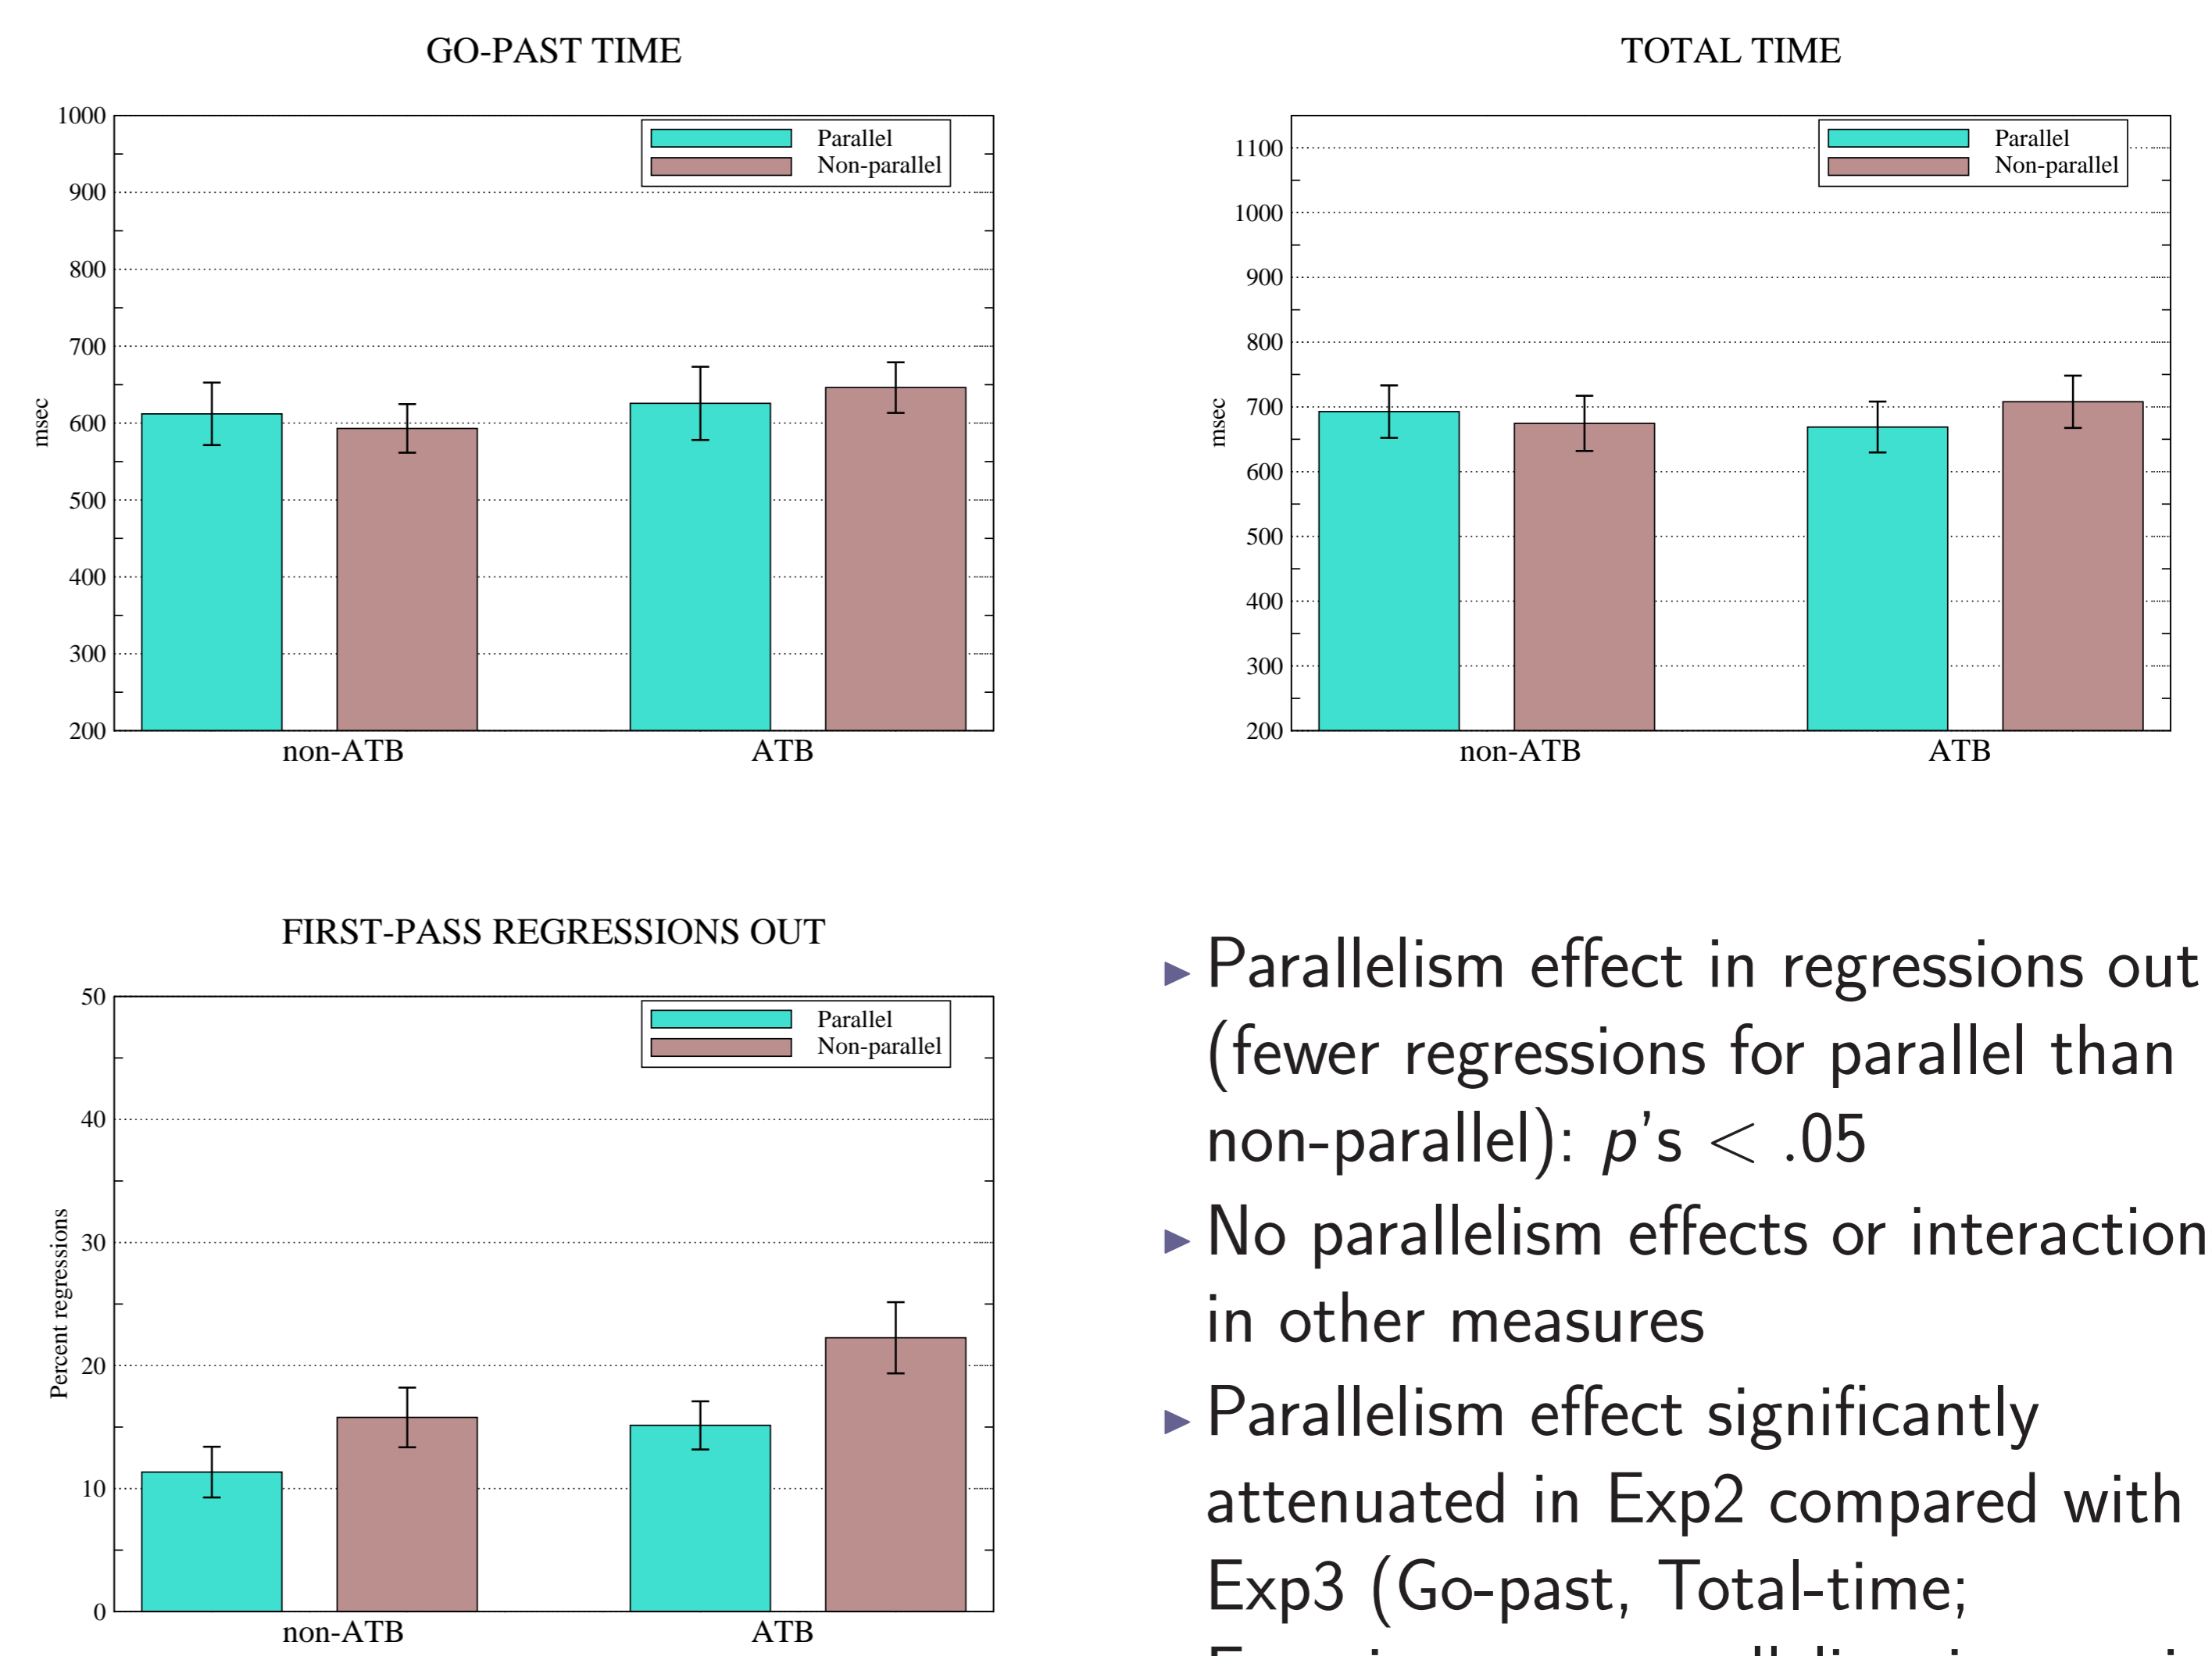 GO-PAST TIME
1000
900
800
700
600
500
400
300
200
msec
Parallel
Non-parallel
non-ATB ATB
TOTAL TIME
1100
1000
900
800
700
600
500
400
300
200
msec
Parallel
Non-parallel
non-ATB ATB
FIRST-PASS REGRESSIONS OUT
50
40
30
20
10
0
Percent regressions
Parallel
Non-parallel
non-ATB ATB
▶ Parallelism effect in regressions out
(fewer regressions for parallel than
non-parallel): p's < .05
▶ No parallelism effects or interaction
in other measures
▶ Parallelism effect significantly
attenuated in Exp2 compared with
Exp3 (Go-past, Total-time;